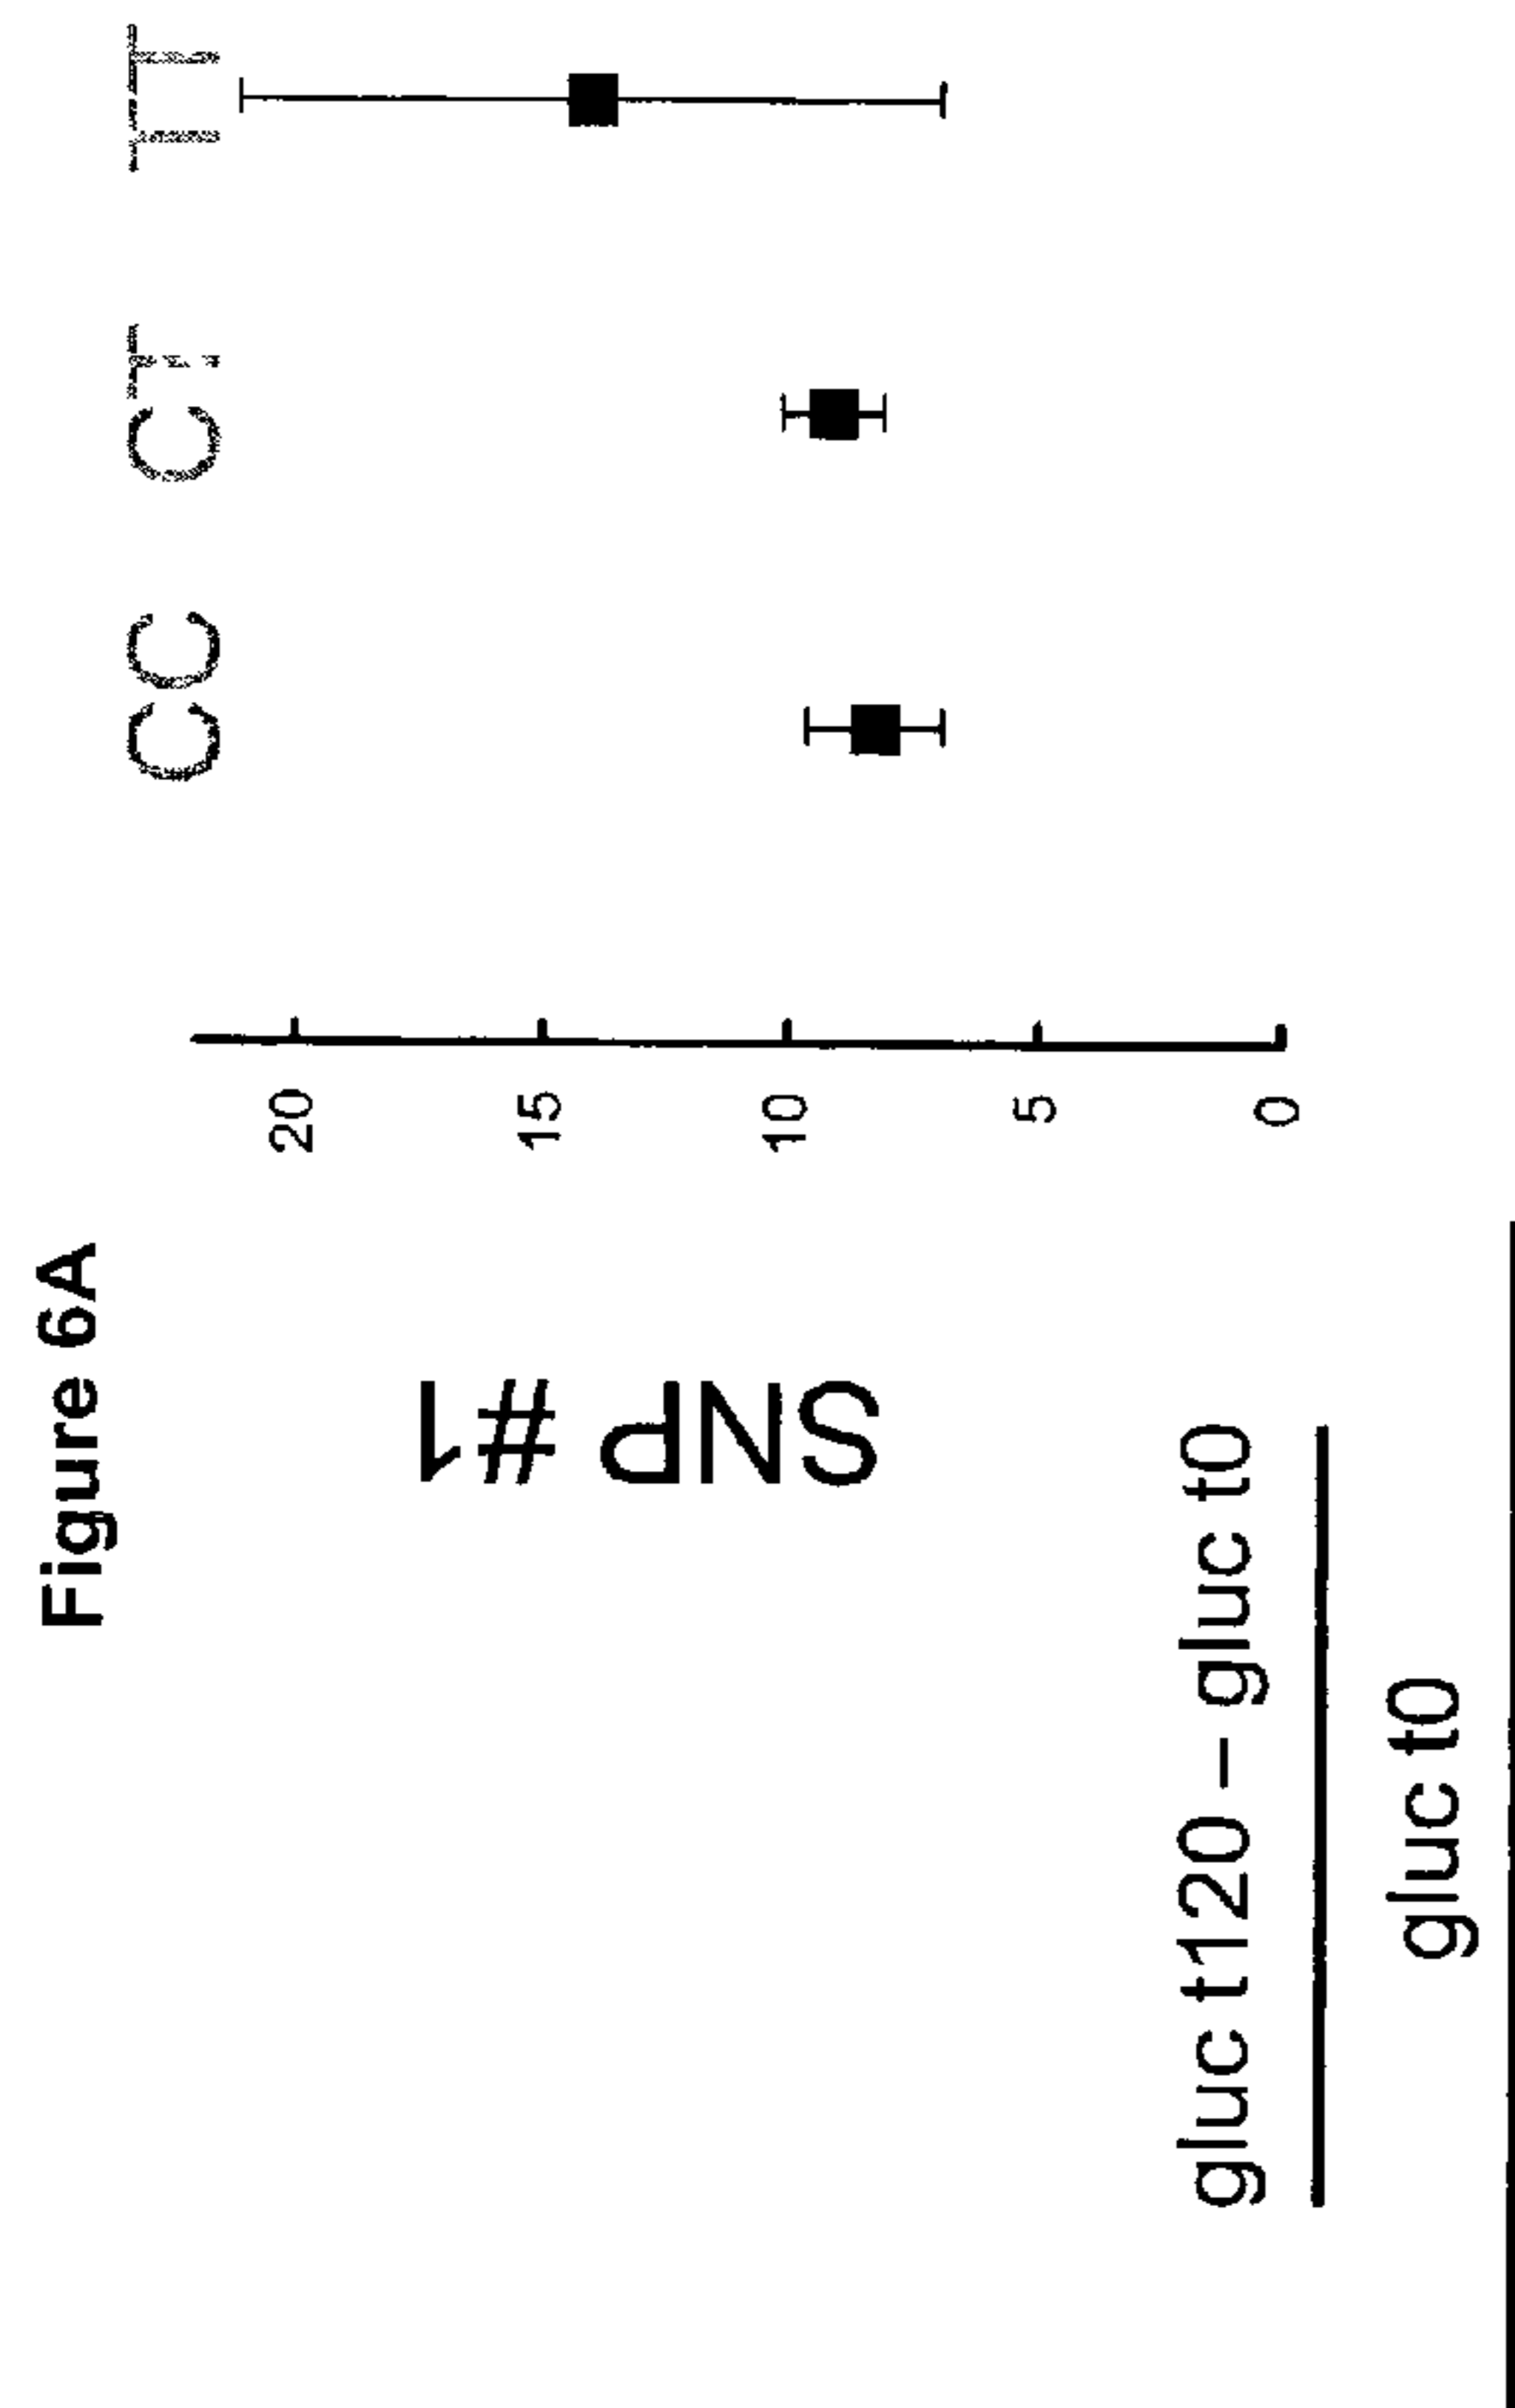 Figure 6A
SNP #1
CC CT TT
20
15
10
5
0
gluc t120 – gluc t0
gluc t0